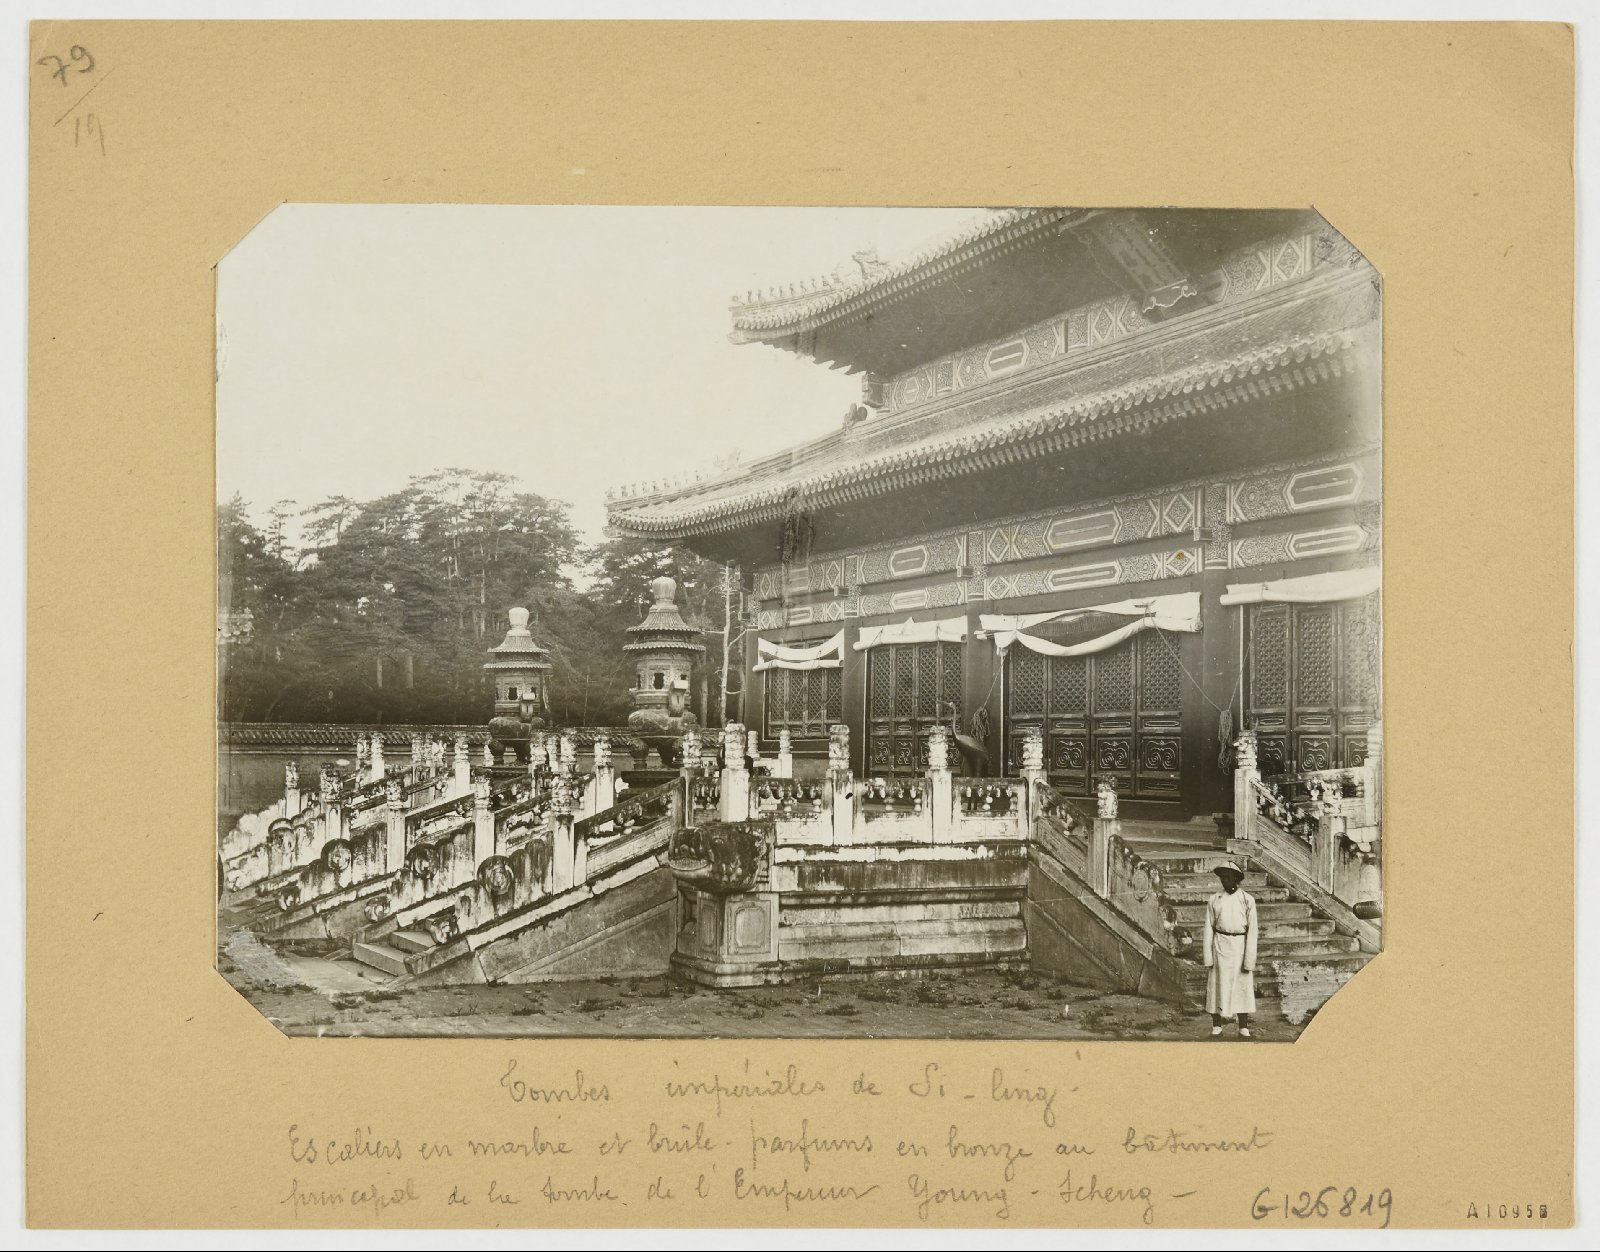 79
19
Tombes impériales de Si-ling.
Escaliers en marbre et brûle-parfums en bronze au bâtiment
principal de la tombe de l'Empereur Young-Tcheng -
G126819
A10958